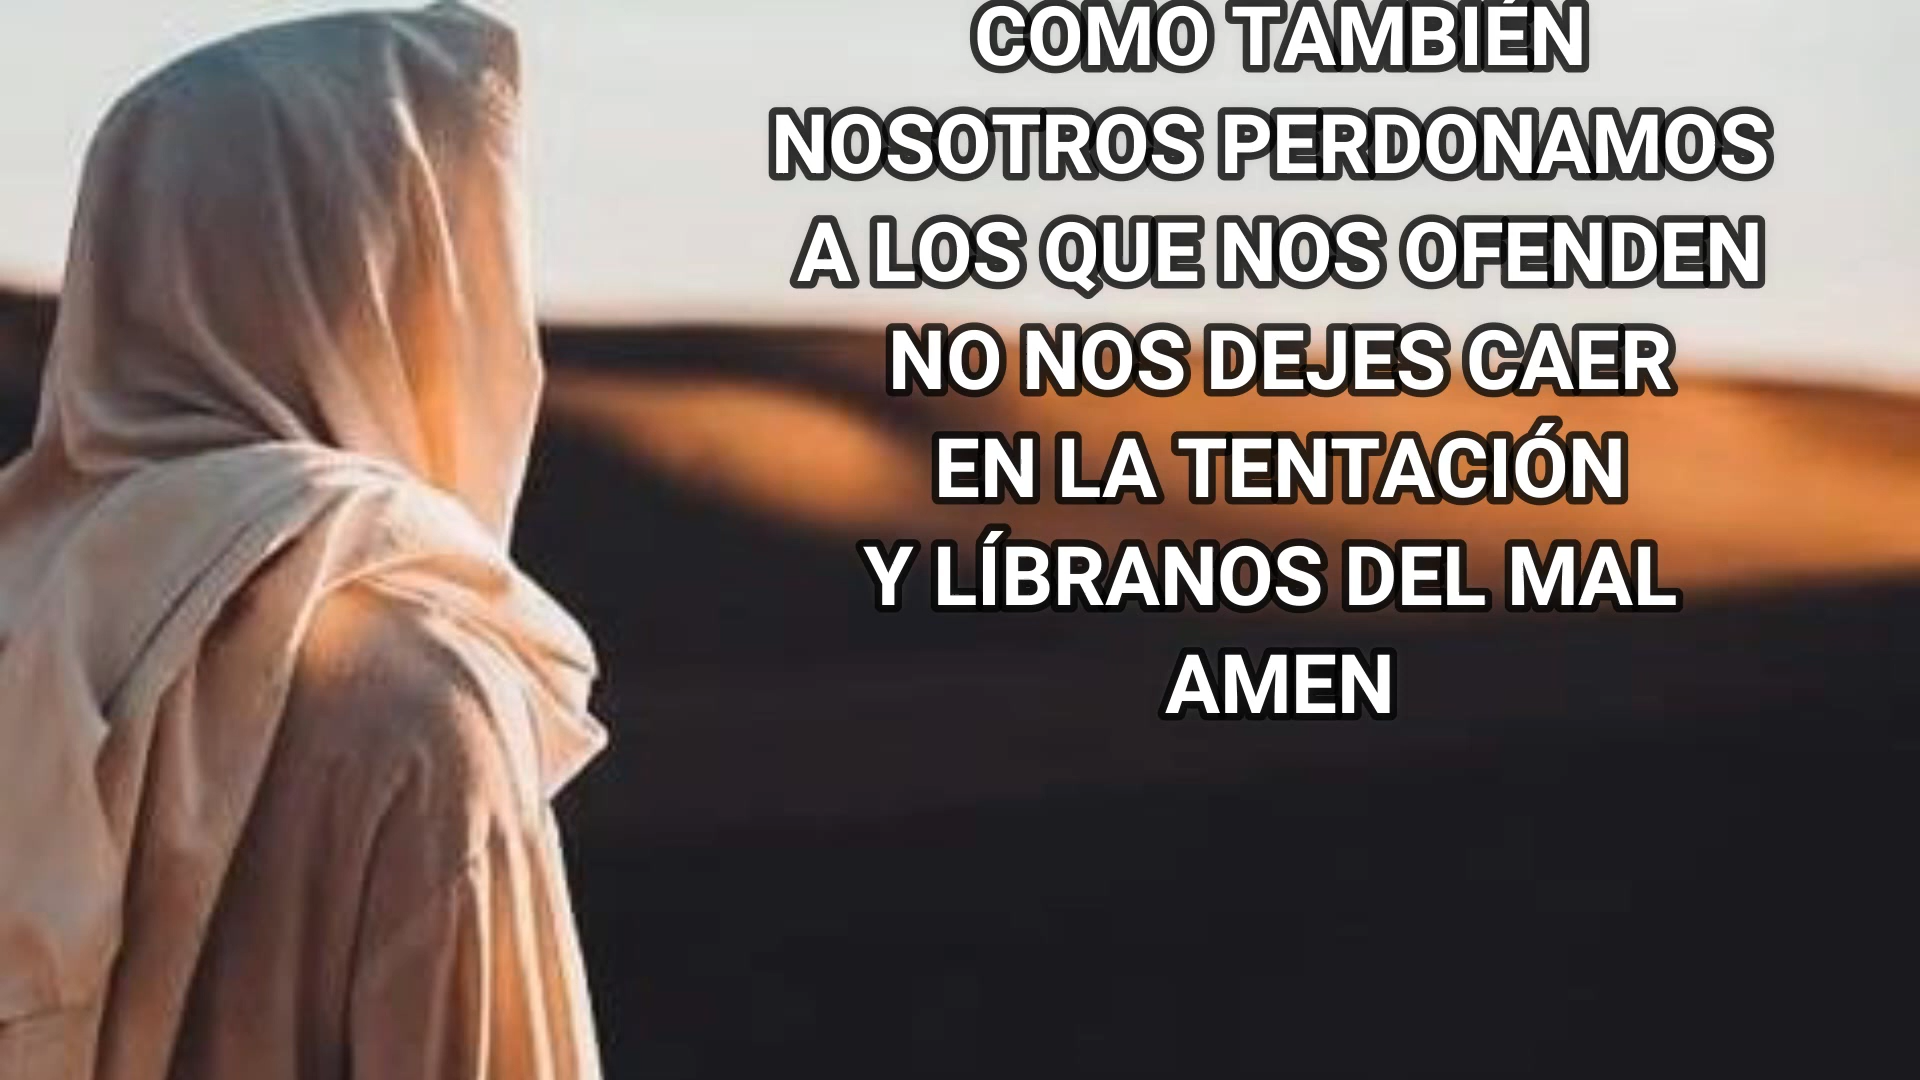 COMO TAMBIÉN
NOSOTROS PERDONAMOS
A LOS QUE NOS OFENDEN
NO NOS DEJES CAER
EN LA TENTACIÓN
Y LÍBRANOS DEL MAL
AMEN